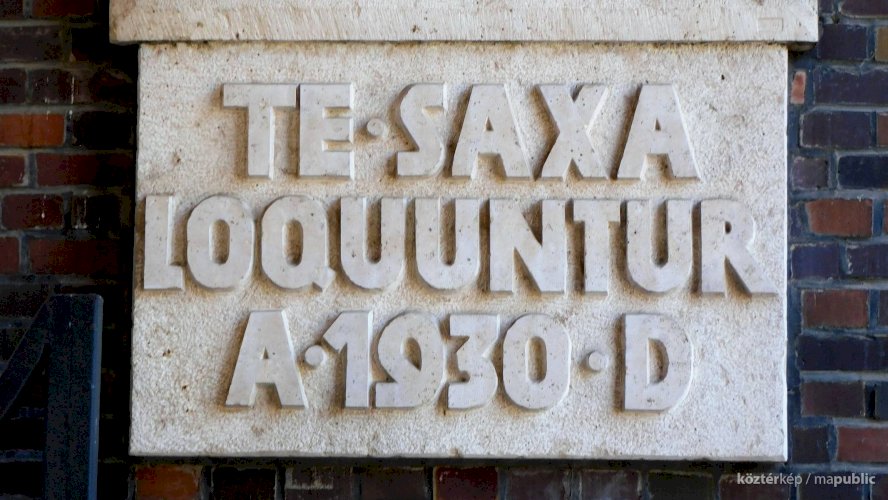 TE·SAXA
LOQUUNTUR
A·1930·D
köztérkép / mapublic